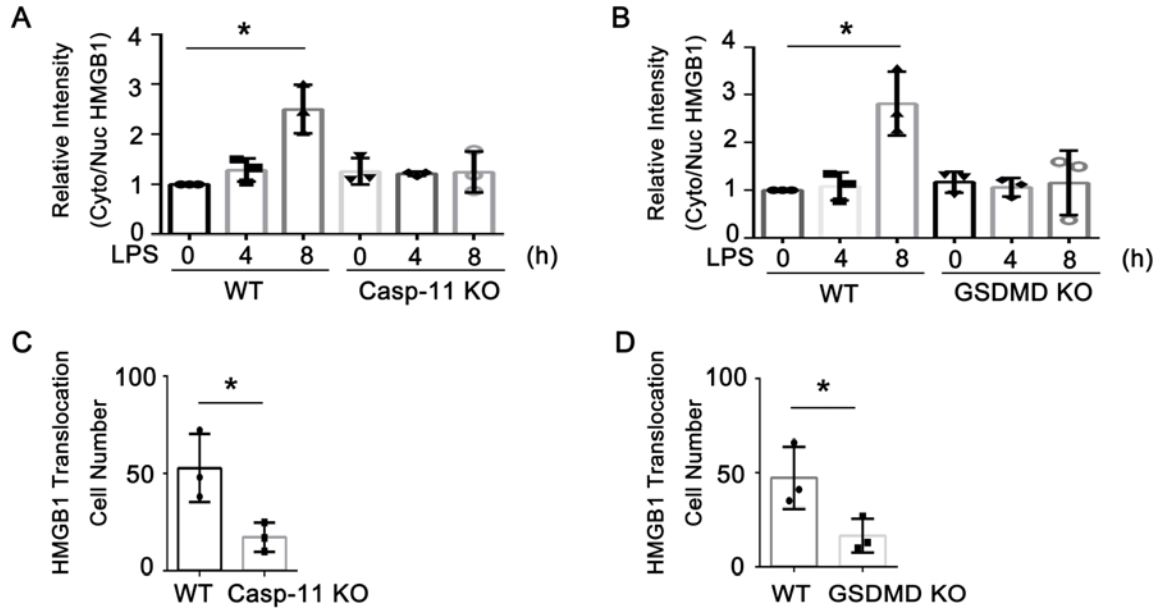 A
Relative Intensity
(Cyto/Nuc HMGB1)
4
3
2
1
0
*
LPS 0 4 8 0 4 8 (h)
WT Casp-11 KO
B
Relative Intensity
(Cyto/Nuc HMGB1)
4
3
2
1
0
*
LPS 0 4 8 0 4 8 (h)
WT GSDMD KO
C
HMGB1 Translocation
Cell Number
100
50
0
*
WT Casp-11 KO
D
HMGB1 Translocation
Cell Number
100
50
0
*
WT GSDMD KO